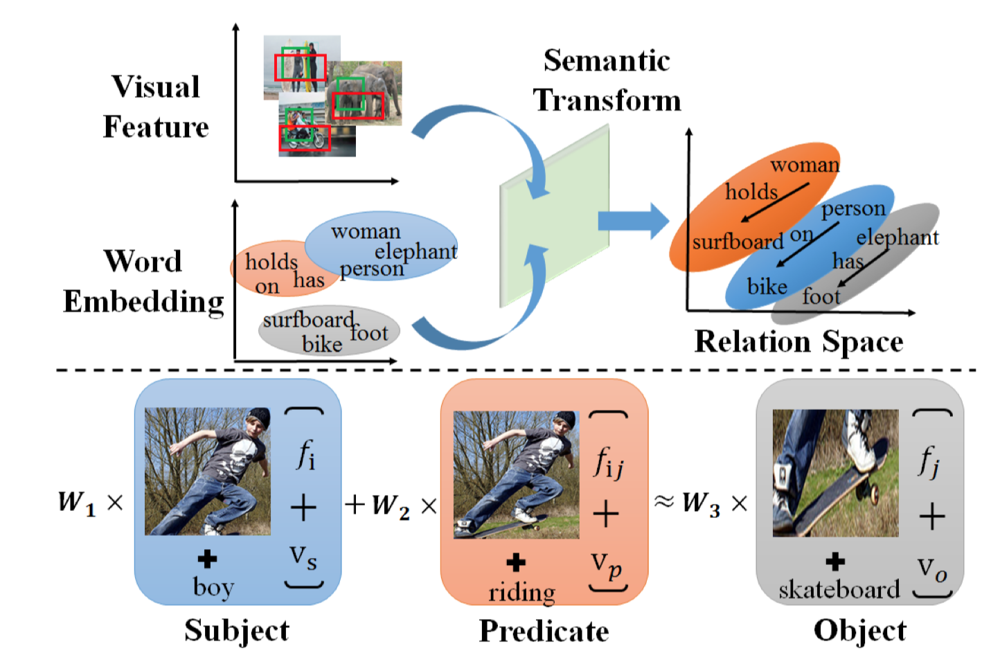 Visual
Feature
Semantic
Transform
Word
Embedding
woman
elephant
person
holds
has
on
surfboard
foot
bike
woman
holds
surfboard
person
on
bike
elephant
has
foot
Relation Space
W1 ×
fi
+
vs
+
boy
Subject
+ W2 ×
fij
+
vp
+
riding
Predicate
≈ W3 ×
fj
+
vo
+
skateboard
Object